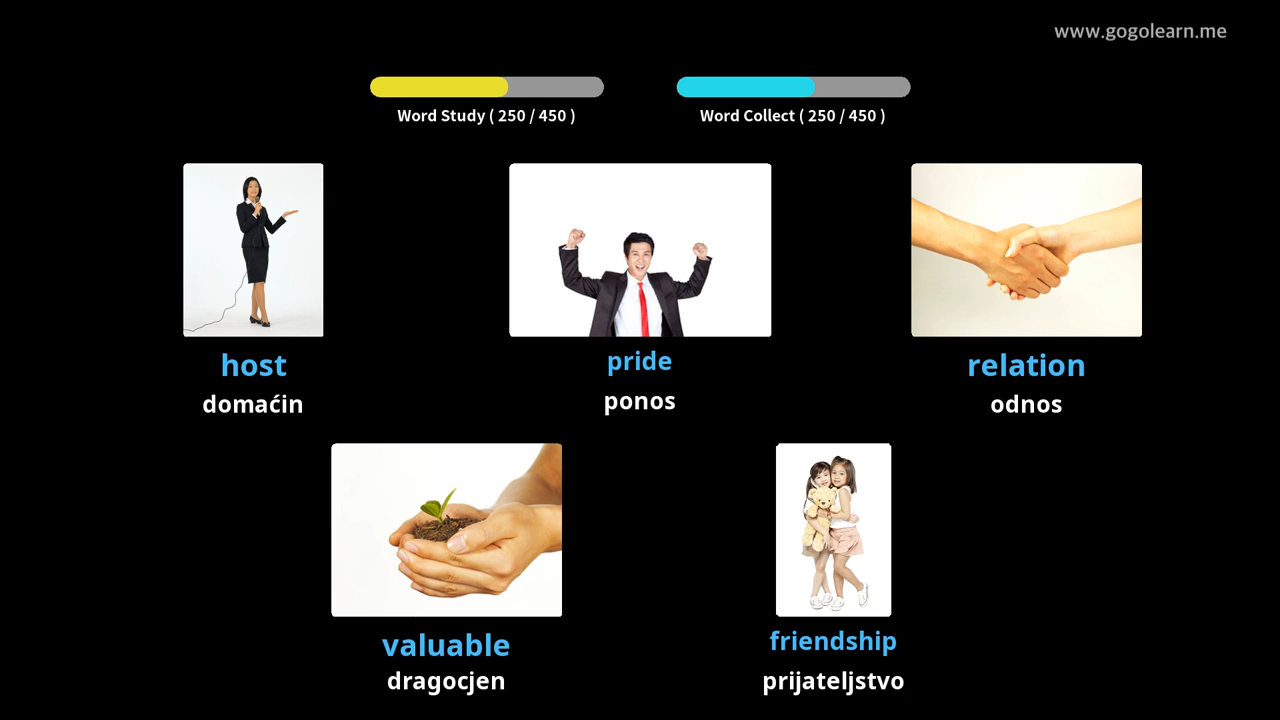 www.gogolearn.me
Word Study ( 250 / 450 )
Word Collect ( 250 / 450 )
host
domaćin
pride
ponos
relation
odnos
valuable
dragocjen
friendship
prijateljstvo